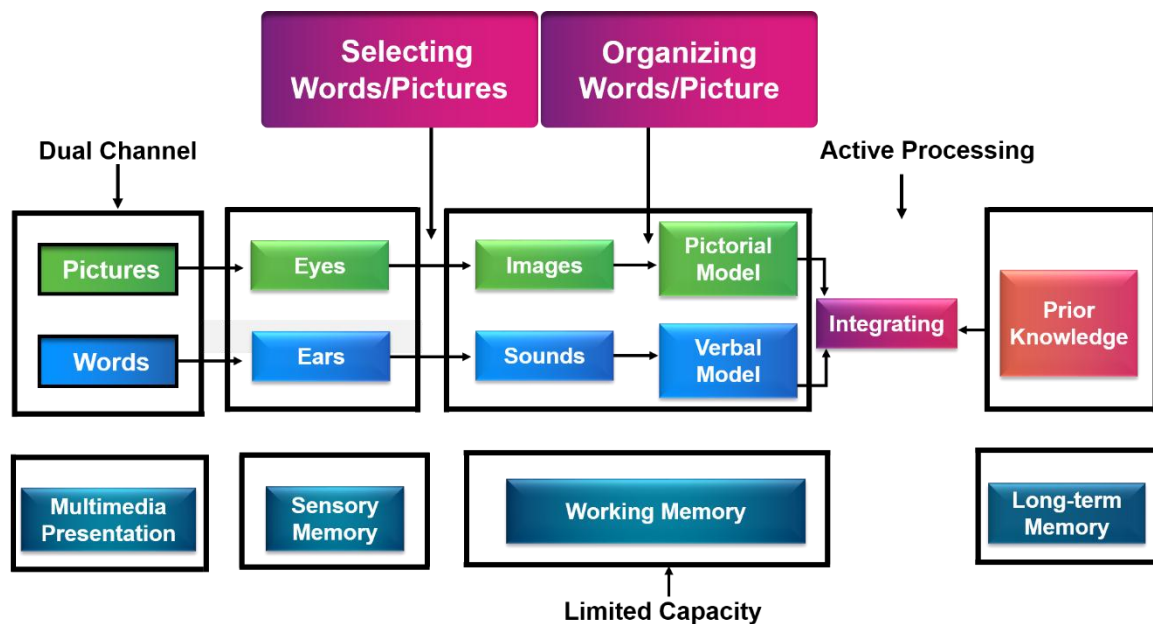 Selecting
Words/Pictures
Organizing
Words/Picture
Dual Channel
Active Processing
Pictures
Eyes
Images
Pictorial
Model
Integrating
Prior
Knowledge
Words
Ears
Sounds
Verbal
Model
Multimedia
Presentation
Sensory
Memory
Working Memory
Long-term
Memory
Limited Capacity